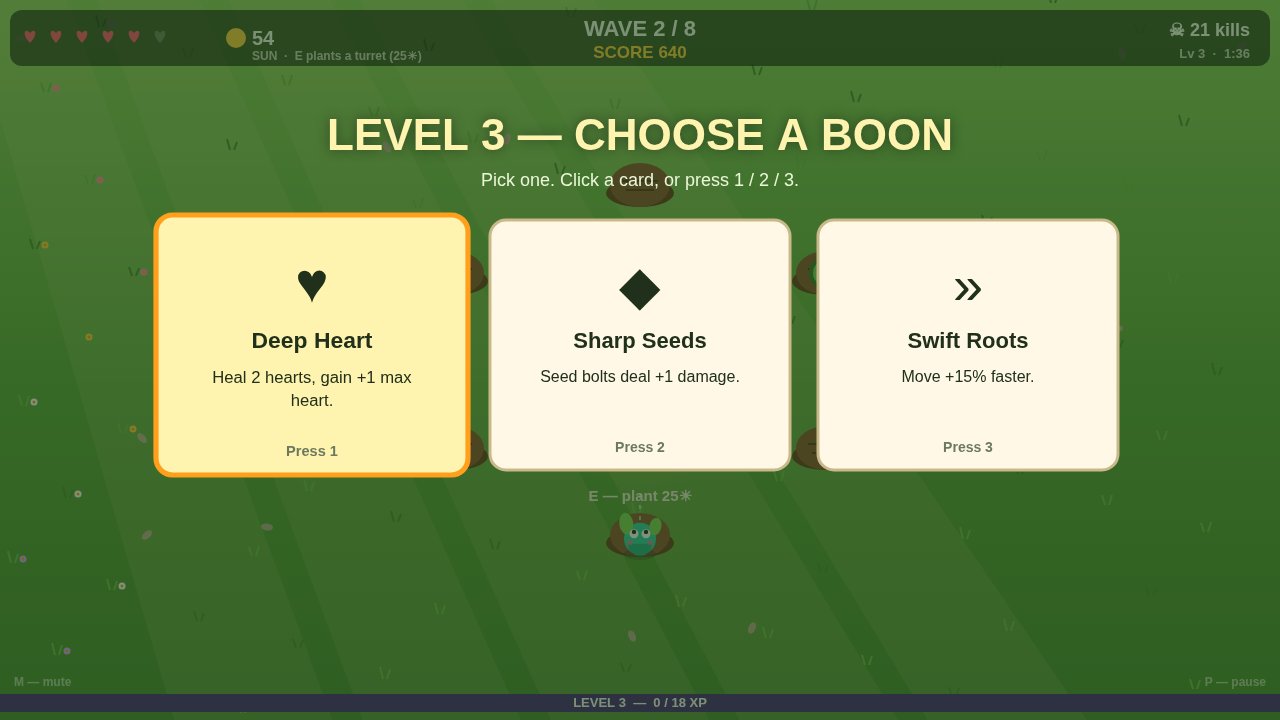 54
SUN · E plants a turret (25☀)
WAVE 2 / 8
SCORE 640
☠ 21 kills
Lv 3 · 1:36
LEVEL 3 — CHOOSE A BOON
Pick one. Click a card, or press 1 / 2 / 3.
♥
Deep Heart
Heal 2 hearts, gain +1 max
heart.
Press 1
◆
Sharp Seeds
Seed bolts deal +1 damage.
Press 2
»
Swift Roots
Move +15% faster.
Press 3
E — plant 25☀
M — mute
P — pause
LEVEL 3 — 0 / 18 XP